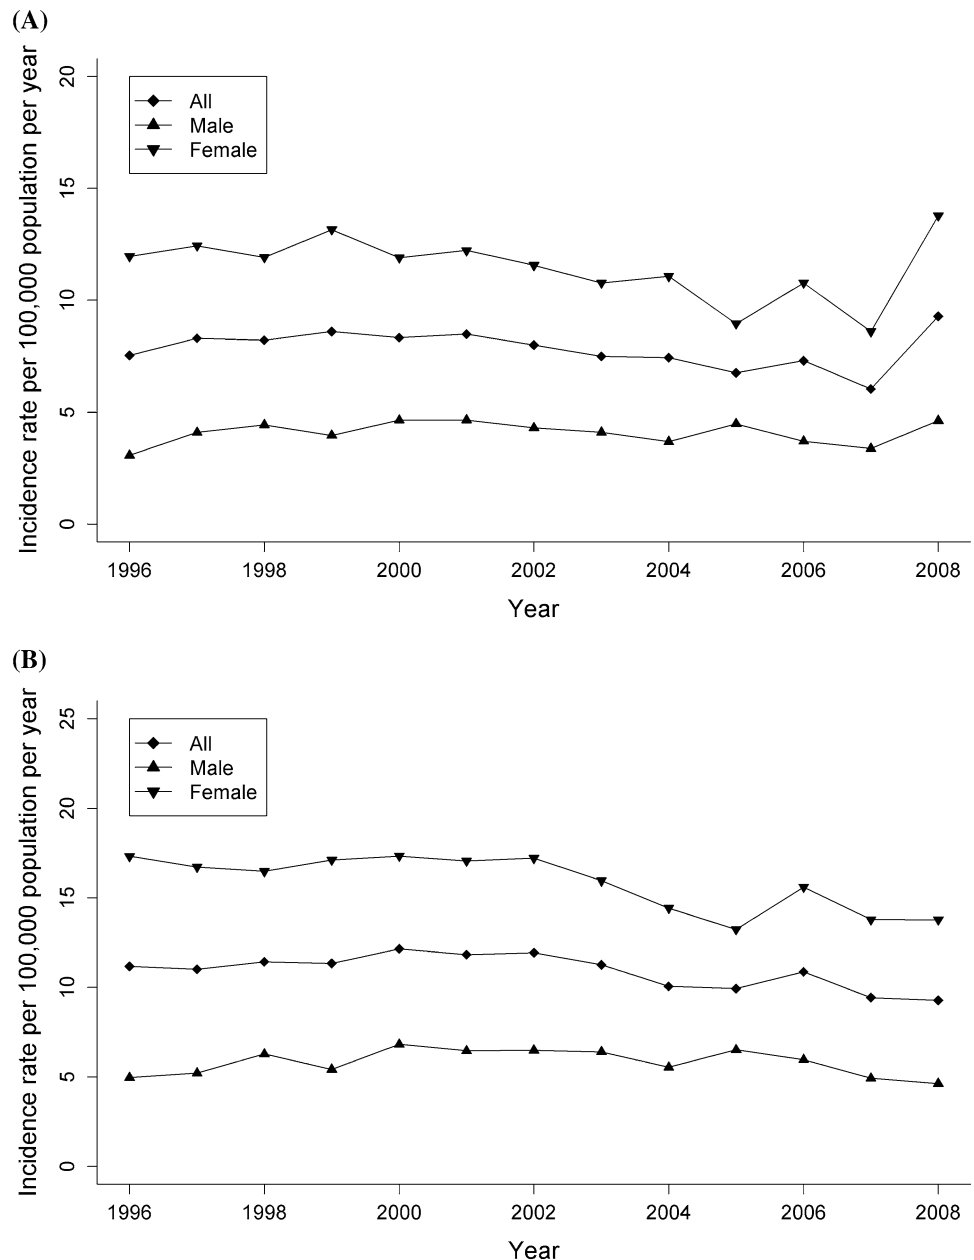 (A)
Incidence rate per 100,000 population per year
20
15
10
5
0
All
Male
Female
1996 1998 2000 2002 2004 2006 2008
Year
(B)
Incidence rate per 100,000 population per year
25
20
15
10
5
0
All
Male
Female
1996 1998 2000 2002 2004 2006 2008
Year